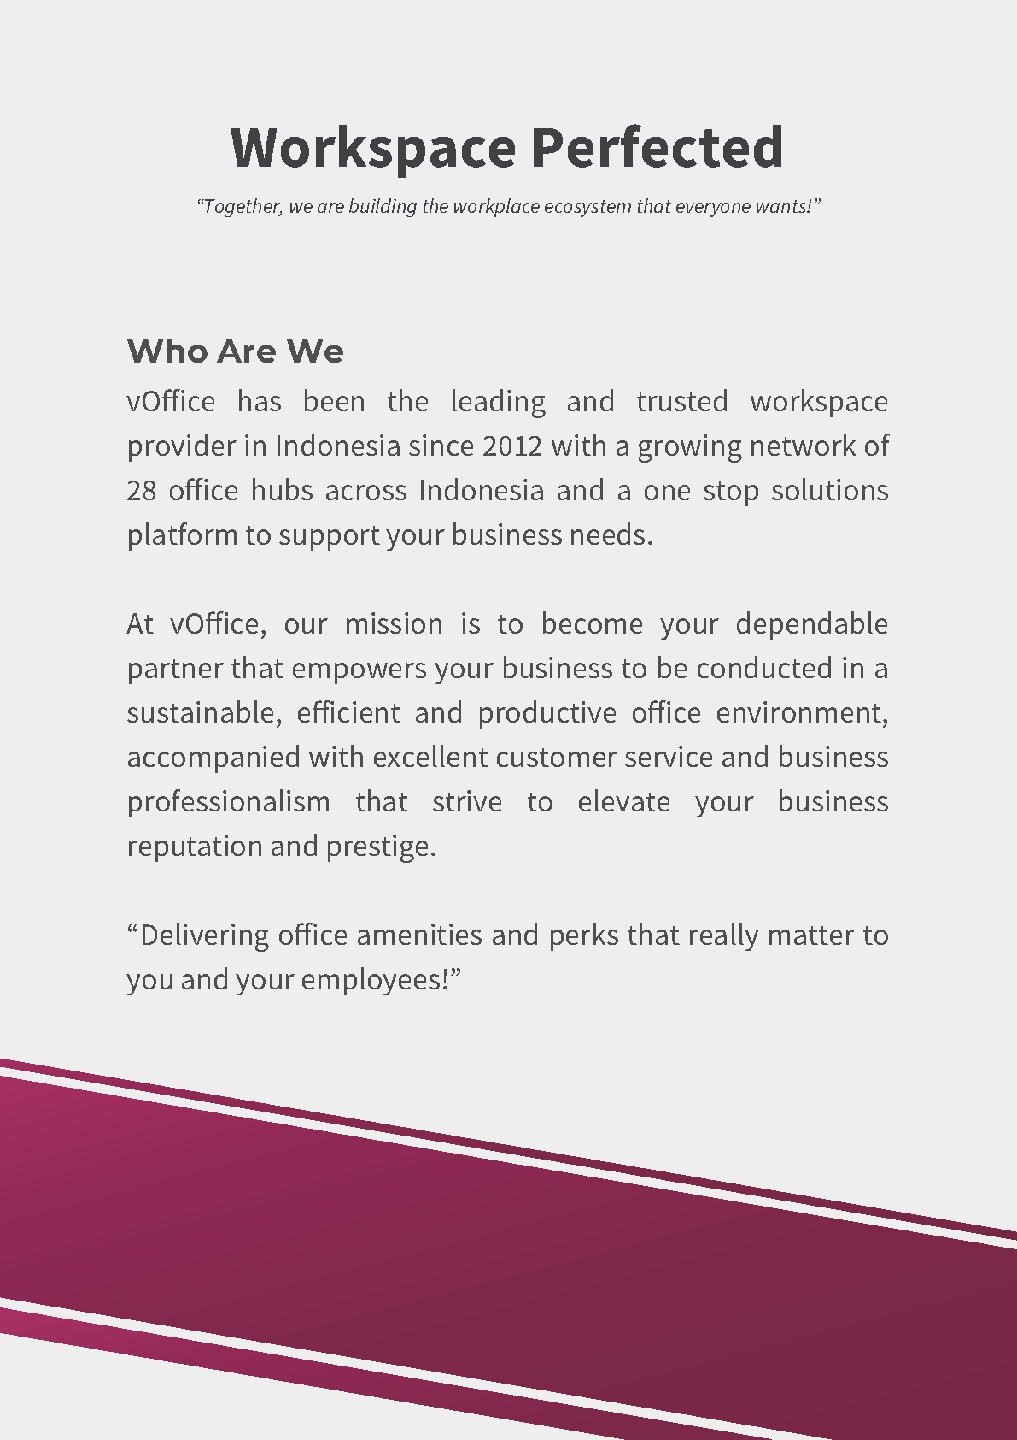 Workspace Perfected
“Together, we are building the workplace ecosystem that everyone wants!”
Who Are We
vOffice has been the leading and trusted workspace
provider in Indonesia since 2012 with a growing network of
28 office hubs across Indonesia and a one stop solutions
platform to support your business needs.
At vOffice, our mission is to become your dependable
partner that empowers your business to be conducted in a
sustainable, efficient and productive office environment,
accompanied with excellent customer service and business
professionalism that strive to elevate your business
reputation and prestige.
“Delivering office amenities and perks that really matter to
you and your employees!”